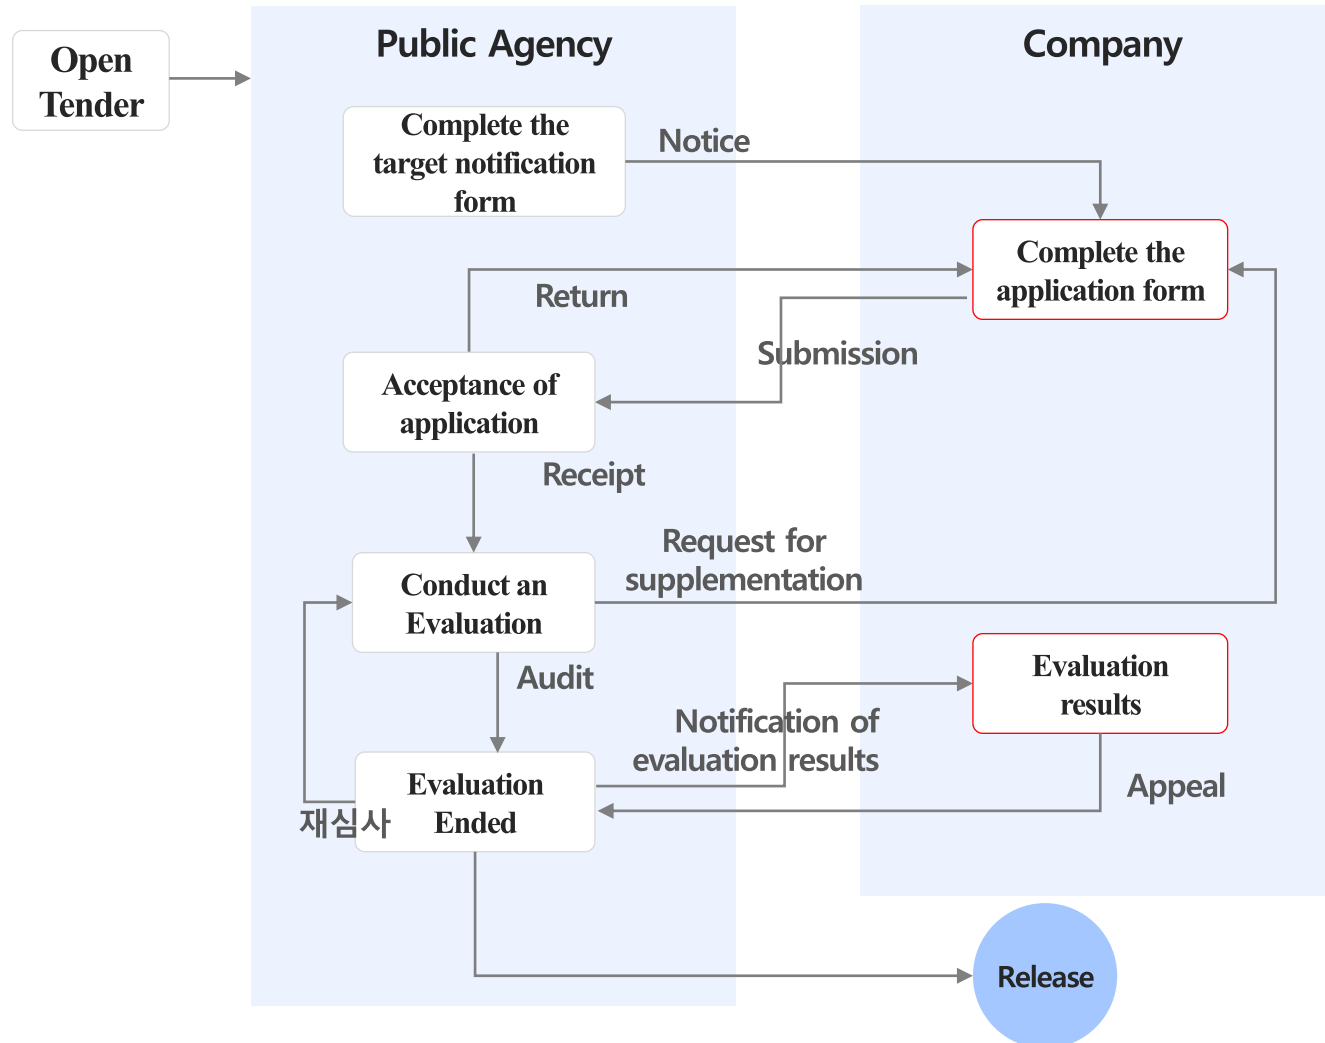 Open
Tender
Public Agency
Company
Complete the
target notification
form
Notice
Complete the
application form
Return
Submission
Acceptance of
application
Receipt
Request for
supplementation
Conduct an
Evaluation
Audit
Evaluation
results
Notification of
evaluation results
Evaluation
Ended
Appeal
재심사
Release